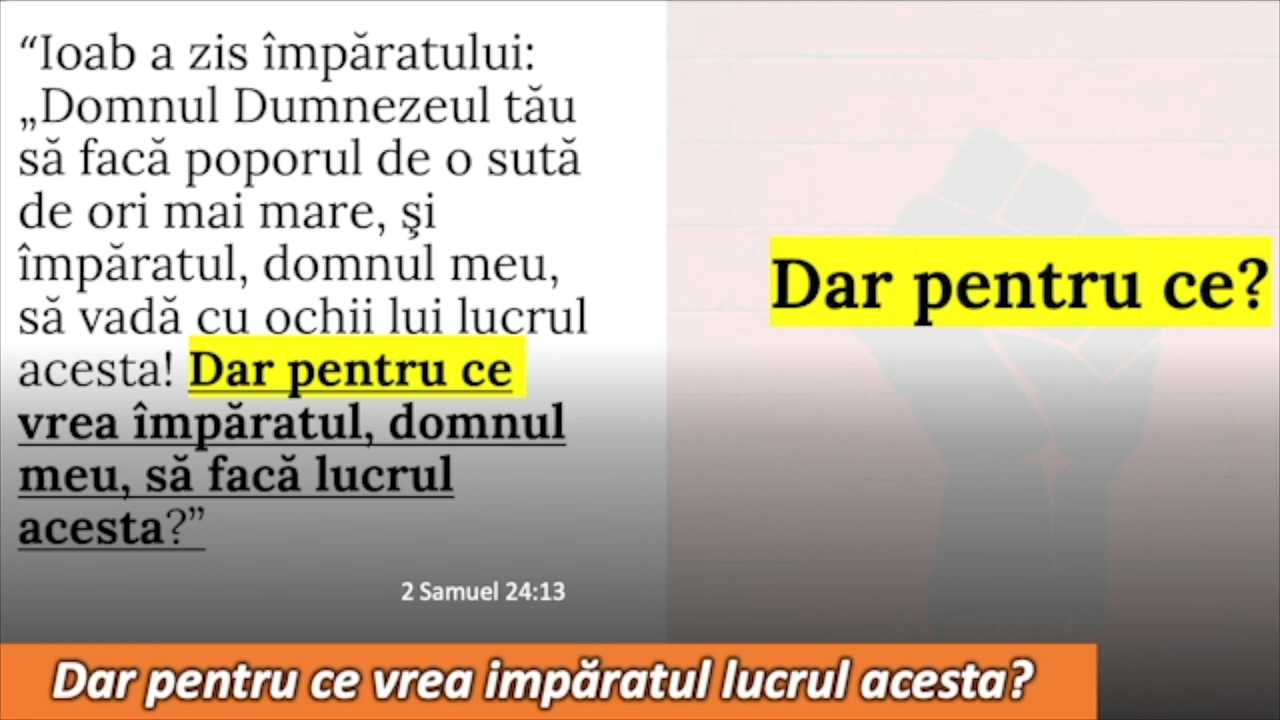 “Ioab a zis împăratului:
„Domnul Dumnezeul tău
să facă poporul de o sută
de ori mai mare, şi
împăratul, domnul meu,
să vadă cu ochii lui lucrul
acesta! Dar pentru ce
vrea împăratul, domnul
meu, să facă lucrul
acesta?”
2 Samuel 24:13
Dar pentru ce?
Dar pentru ce vrea impăratul lucrul acesta?